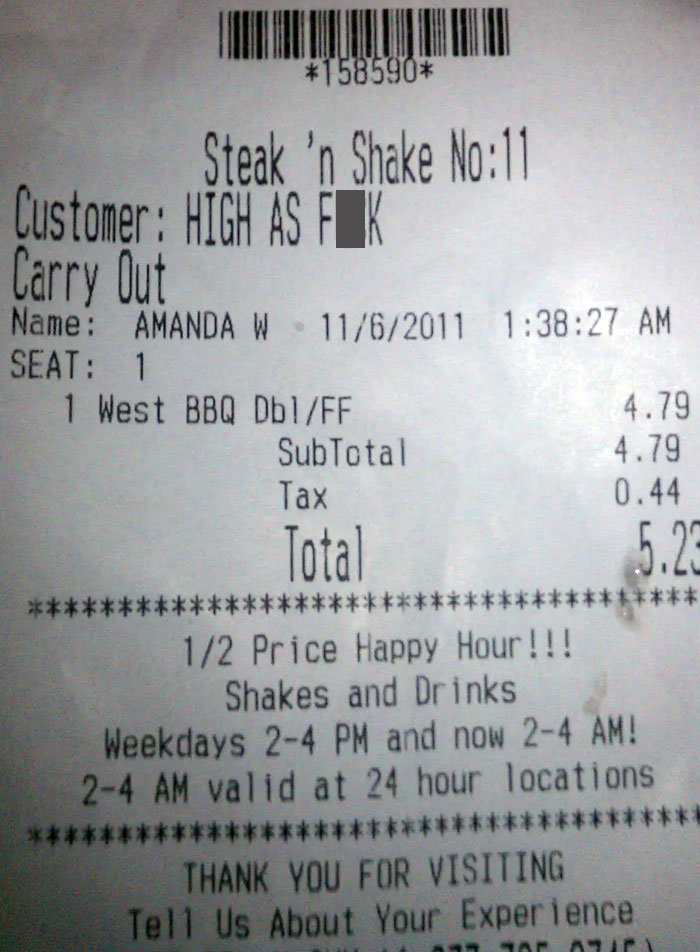 *158590*
Steak 'n Shake No:11
Customer: HIGH AS F K
Carry Out
Name: AMANDA W 11/6/2011 1:38:27 AM
SEAT: 1
1 West BBQ Dbl/FF 4.79
SubTotal 4.79
Tax 0.44
Total 5.23
*****************************************
1/2 Price Happy Hour!!!
Shakes and Drinks
Weekdays 2-4 PM and now 2-4 AM!
2-4 AM valid at 24 hour locations
*****************************************
THANK YOU FOR VISITING
Tell Us About Your Experience